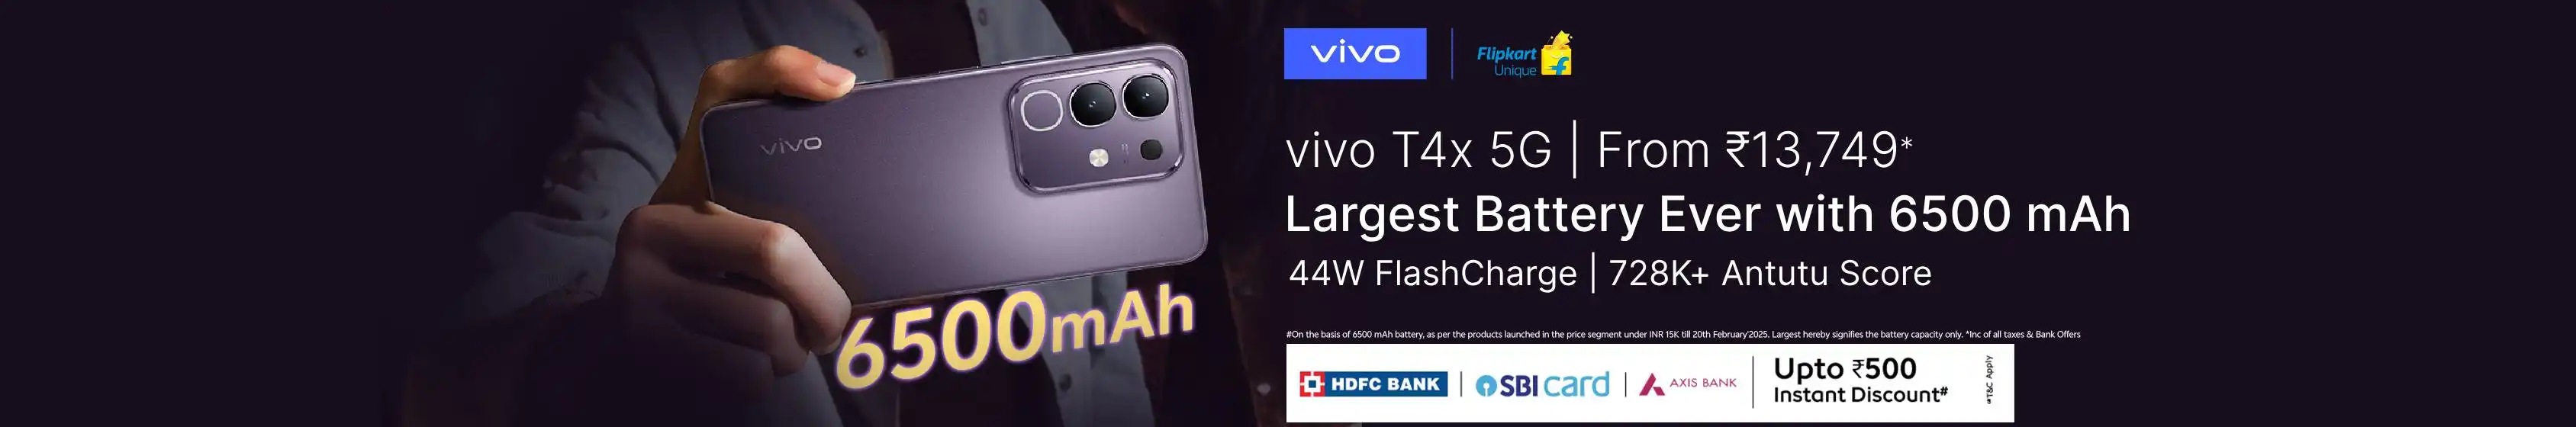 vivo
6500mAh
vivo
Flipkart
Unique
vivo T4x 5G | From ₹13,749*
Largest Battery Ever with 6500 mAh
44W FlashCharge | 728K+ Antutu Score
#On the basis of 6500 mAh battery, as per the products launched in the price segment under INR 15K till 20th February'2025. Largest hereby signifies the battery capacity only. *Inc of all taxes & Bank Offers
HDFC BANK | SBI card | AXIS BANK
Upto ₹500
Instant Discount#
#T&C Apply